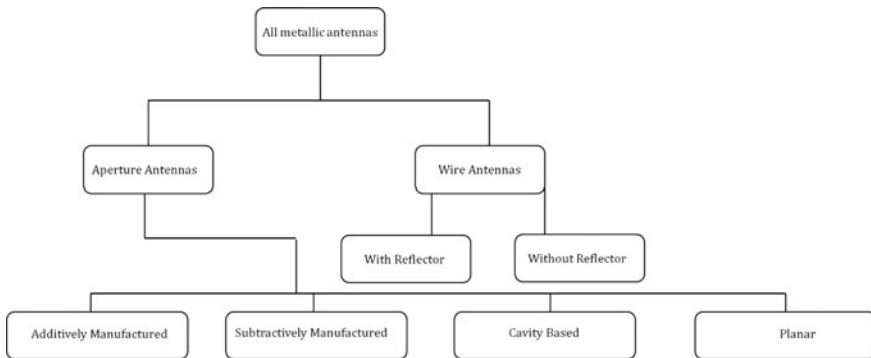 All metallic antennas
Aperture Antennas
Wire Antennas
With Reflector
Without Reflector
Additively Manufactured
Subtractively Manufactured
Cavity Based
Planar